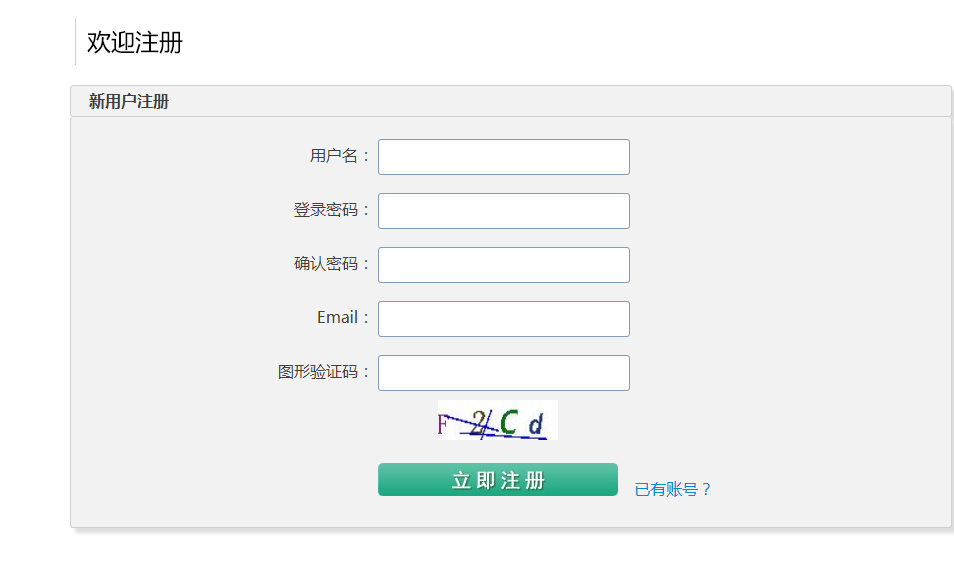 欢迎注册
新用户注册
用户名：
登录密码：
确认密码：
Email：
图形验证码：
F 2 C d
立即注册
已有账号？